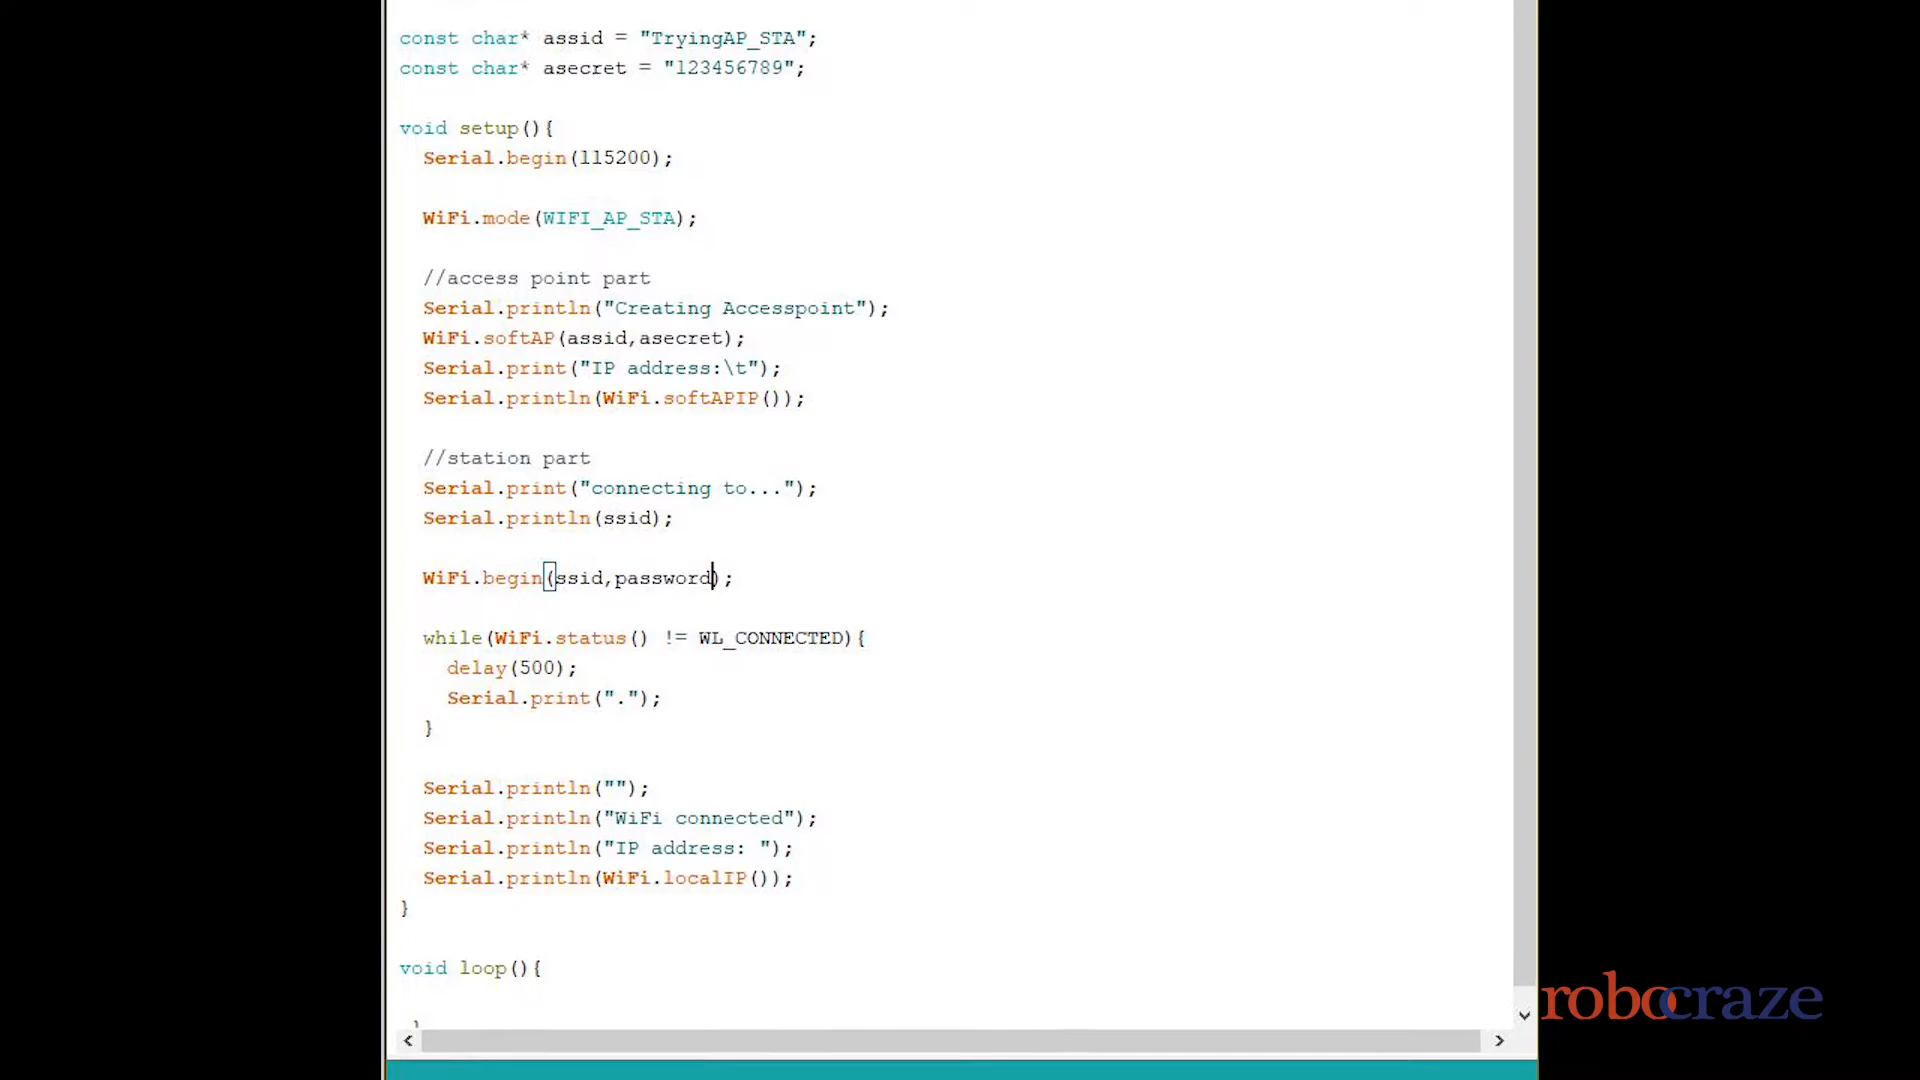 const char* assid = "TryingAP_STA";
const char* asecret = "123456789";
void setup(){
Serial.begin(115200);
WiFi.mode(WIFI_AP_STA);
//access point part
Serial.println("Creating Accesspoint");
WiFi.softAP(assid,asecret);
Serial.print("IP address:\t");
Serial.println(WiFi.softAPIP());
//station part
Serial.print("connecting to...");
Serial.println(ssid);
WiFi.begin(ssid,password);
while(WiFi.status() != WL_CONNECTED){
delay(500);
Serial.print(".");
}
Serial.println("");
Serial.println("WiFi connected");
Serial.println("IP address: ");
Serial.println(WiFi.localIP());
}
void loop(){
}
robocraze